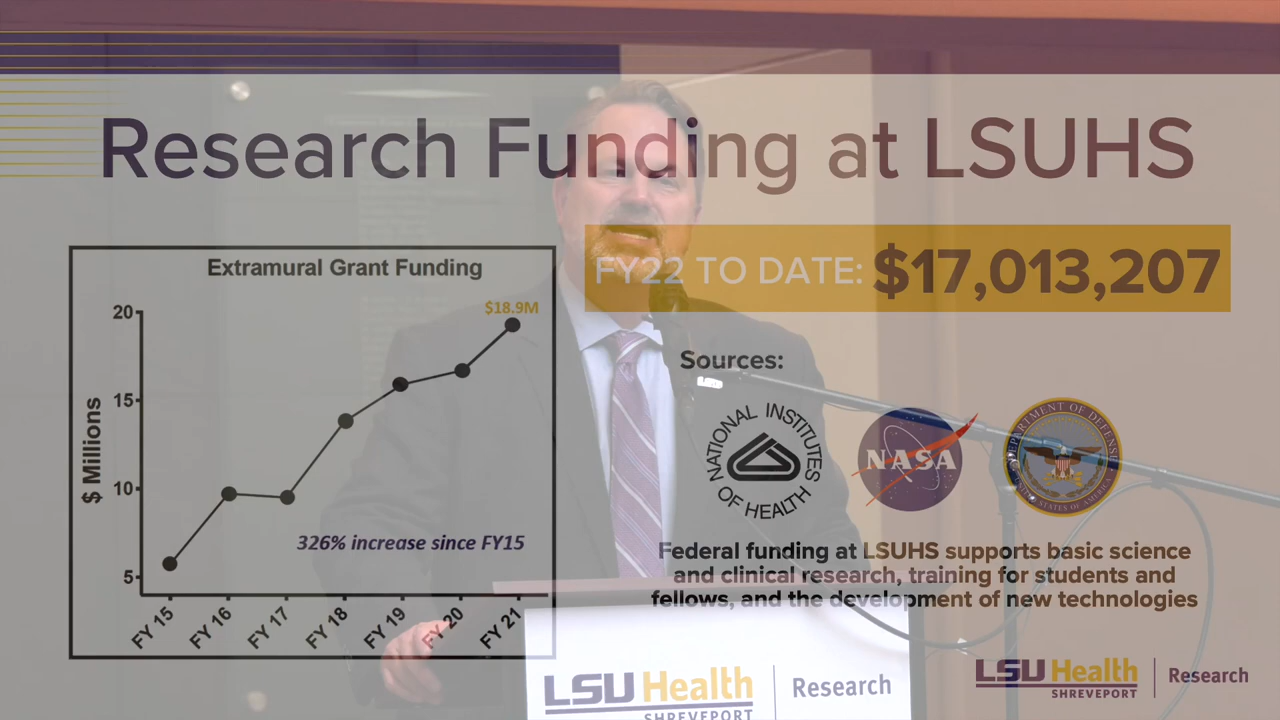 Research Funding at LSUHS
Extramural Grant Funding
$18.9M
20
15
10
5
$ Millions
326% increase since FY15
FY 15
FY 16
FY 17
FY 18
FY 19
FY 20
FY 21
FY22 TO DATE: $17,013,207
Sources:
NATIONAL INSTITUTES
OF HEALTH
NASA
DEPARTMENT OF DEFENSE
UNITED STATES OF AMERICA
Federal funding at LSUHS supports basic science
and clinical research, training for students and
fellows, and the development of new technologies
LSU Health
SHREVEPORT
Research
LSU Health
SHREVEPORT
Research